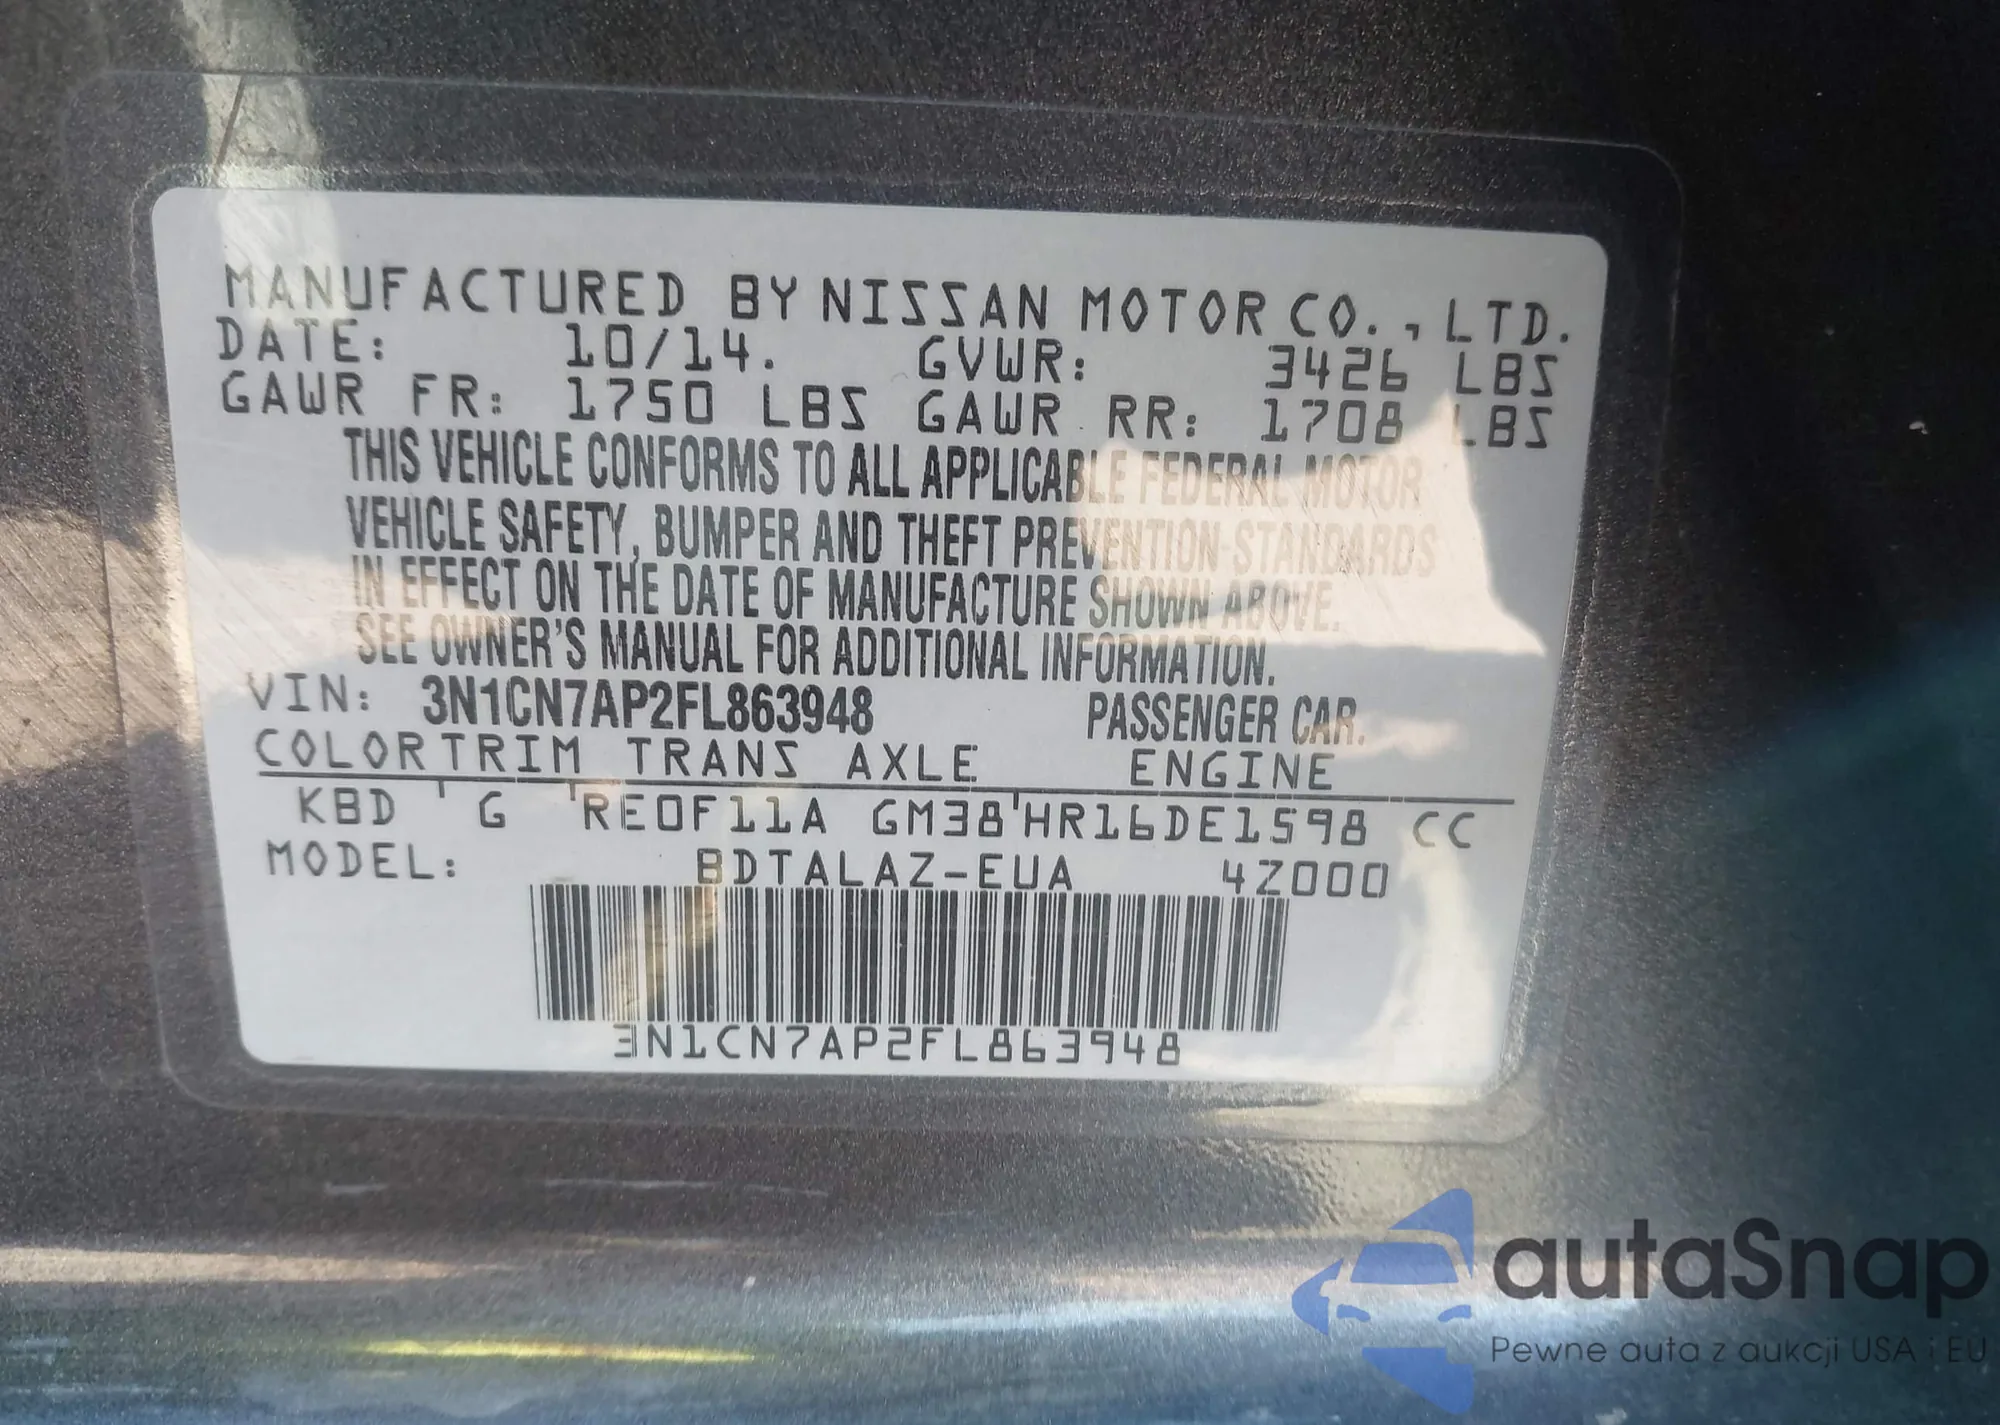 MANUFACTURED BY NISSAN MOTOR CO., LTD.
DATE: 10/14. GVWR: 3426 LBS
GAWR FR: 1750 LBS GAWR RR: 1708 LBS
THIS VEHICLE CONFORMS TO ALL APPLICABLE FEDERAL MOTOR
VEHICLE SAFETY, BUMPER AND THEFT PREVENTION STANDARDS
IN EFFECT ON THE DATE OF MANUFACTURE SHOWN ABOVE.
SEE OWNER'S MANUAL FOR ADDITIONAL INFORMATION.
VIN: 3N1CN7AP2FL863948 PASSENGER CAR.
COLOR TRIM TRANS AXLE ENGINE
KBD G RE0F11A GM38 HR16DE1598 CC
MODEL: BDTALAZ-EUA 4Z000
3N1CN7AP2FL863948
autaSnap
Pewne auta z aukcji USA i EU